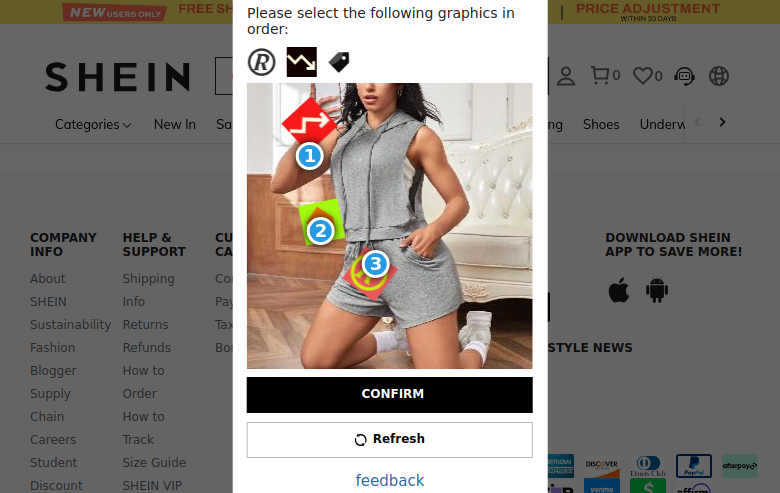 NEW USERS ONLY
FREE SH
PRICE ADJUSTMENT
WITHIN 30 DAYS
Please select the following graphics in
order:
R
SHEIN
0
0
Categories
New In
Sa
ng
Shoes
Underw
1
2
3
COMPANY
INFO
About
SHEIN
Sustainability
Fashion
Blogger
Supply
Chain
Careers
Student
Discount
HELP &
SUPPORT
Shipping
Info
Returns
Refunds
How to
Order
How to
Track
Size Guide
SHEIN VIP
CU
CA
Co
Pay
Tax
Bo
DOWNLOAD SHEIN
APP TO SAVE MORE!
STYLE NEWS
CONFIRM
Refresh
feedback
AMERICAN
EXPRESS
DISCOVER
Diners Club
PayPal
afterpay
venmo
$
affirm